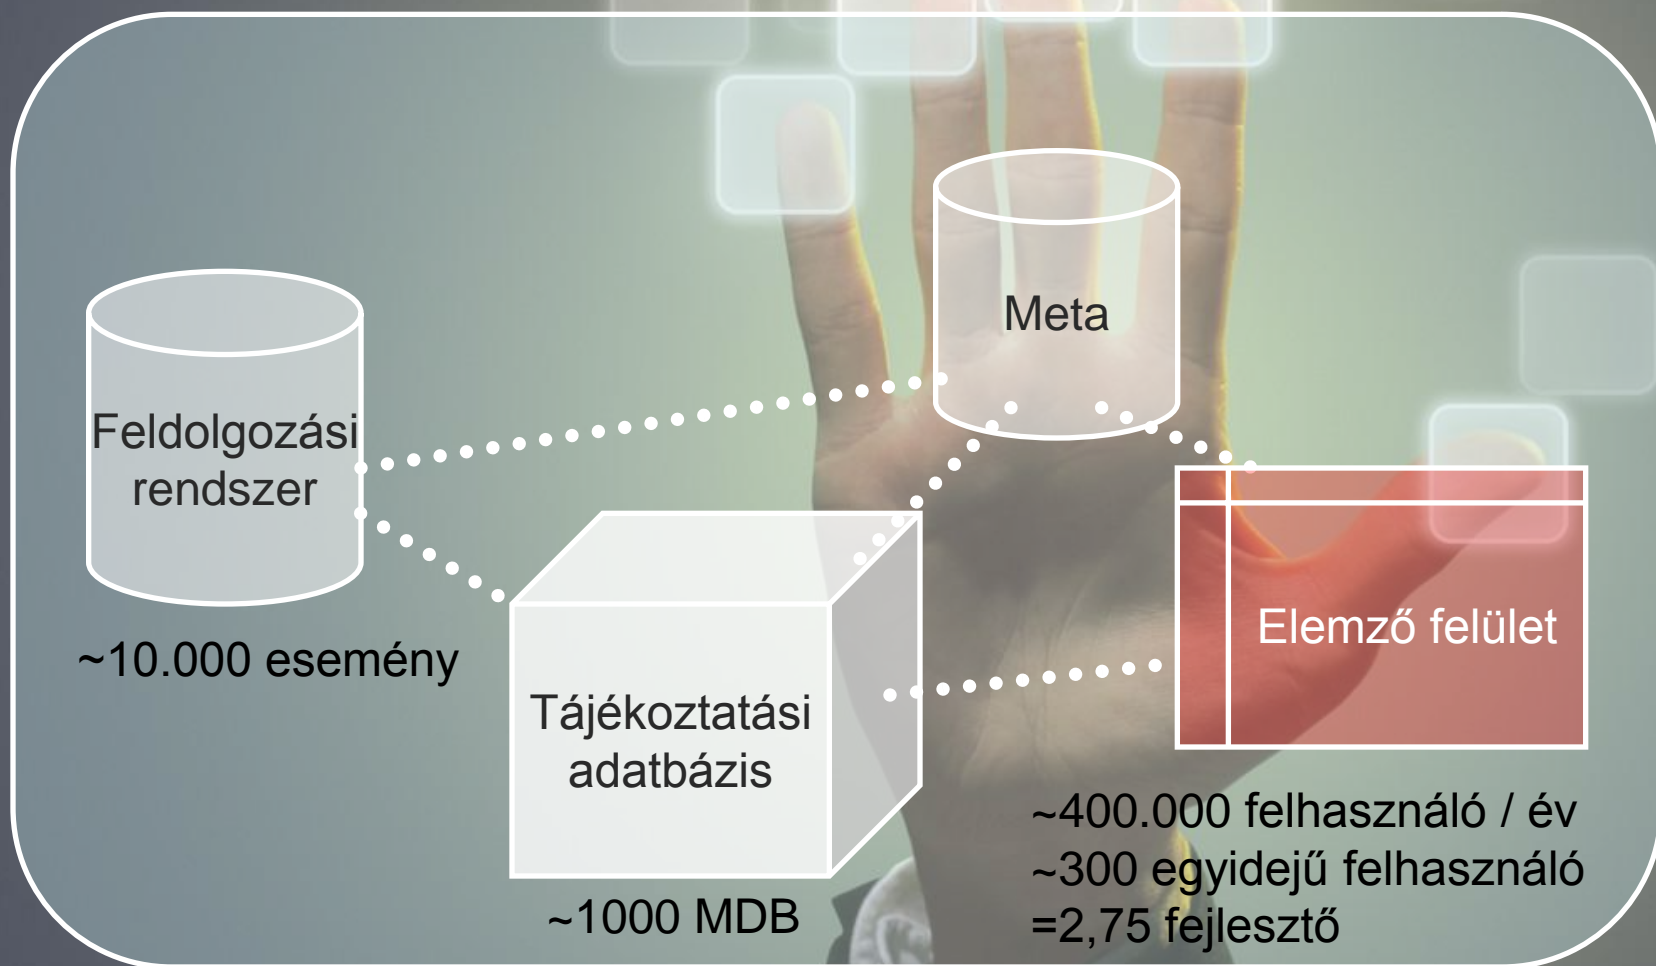 Meta
Feldolgozási
rendszer
~10.000 esemény
Tájékoztatási
adatbázis
~1000 MDB
Elemző felület
~400.000 felhasználó / év
~300 egyidejű felhasználó
=2,75 fejlesztő